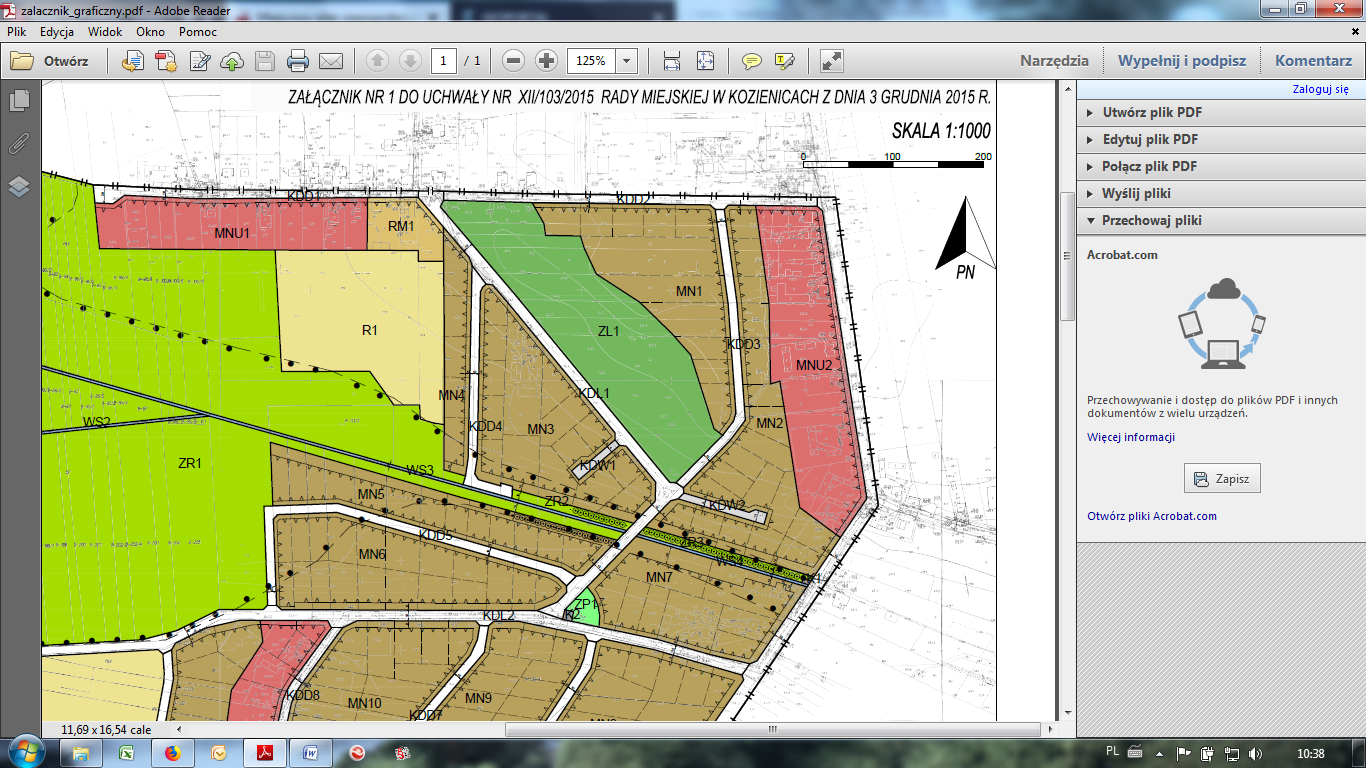 zalacznik_graficzny.pdf - Adobe Reader
Plik Edycja Widok Okno Pomoc
Otwórz 1 / 1 125% Narzędzia Wypełnij i podpisz Komentarz
Zaloguj się
Utwórz plik PDF
Edytuj plik PDF
Połącz plik PDF
Wyślij pliki
Przechowaj pliki
Acrobat.com
Przechowywanie i dostęp do plików PDF i innych
dokumentów z wielu urządzeń.
Więcej informacji
Zapisz
Otwórz pliki Acrobat.com
ZAŁĄCZNIK NR 1 DO UCHWAŁY NR XII/103/2015 RADY MIEJSKIEJ W KOZIENICACH Z DNIA 3 GRUDNIA 2015 R.
SKALA 1:1000
0 100 200
PN
KDD1
KDD2
MNU1
RM1
MN1
R1
ZL1
KDD3
MNU2
MN4
KDL1
WS2
KDD4
MN3
MN2
ZR1
WS3
KDW1
MN5
ZR2
KDW2
KDD5
MN6
MN7
ZP1
KDL2
KDD8
MN10
MN9
KDD7
11,69 x 16,54 cale
PL
10:38